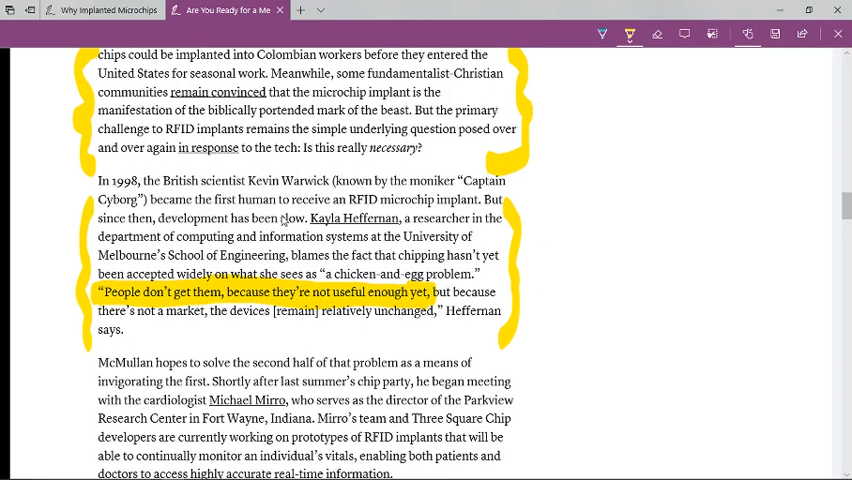 Why Implanted Microchips
Are You Ready for a Me
chips could be implanted into Colombian workers before they entered the
United States for seasonal work. Meanwhile, some fundamentalist-Christian
communities remain convinced that the microchip implant is the
manifestation of the biblically portended mark of the beast. But the primary
challenge to RFID implants remains the simple underlying question posed over
and over again in response to the tech: Is this really necessary?
In 1998, the British scientist Kevin Warwick (known by the moniker “Captain
Cyborg”) became the first human to receive an RFID microchip implant. But
since then, development has been slow. Kayla Heffernan, a researcher in the
department of computing and information systems at the University of
Melbourne’s School of Engineering, blames the fact that chipping hasn’t yet
been accepted widely on what she sees as “a chicken-and-egg problem.”
“People don’t get them, because they’re not useful enough yet, but because
there’s not a market, the devices [remain] relatively unchanged,” Heffernan
says.
McMullan hopes to solve the second half of that problem as a means of
invigorating the first. Shortly after last summer’s chip party, he began meeting
with the cardiologist Michael Mirro, who serves as the director of the Parkview
Research Center in Fort Wayne, Indiana. Mirro’s team and Three Square Chip
developers are currently working on prototypes of RFID implants that will be
able to continually monitor an individual’s vitals, enabling both patients and
doctors to access highly accurate real-time information.